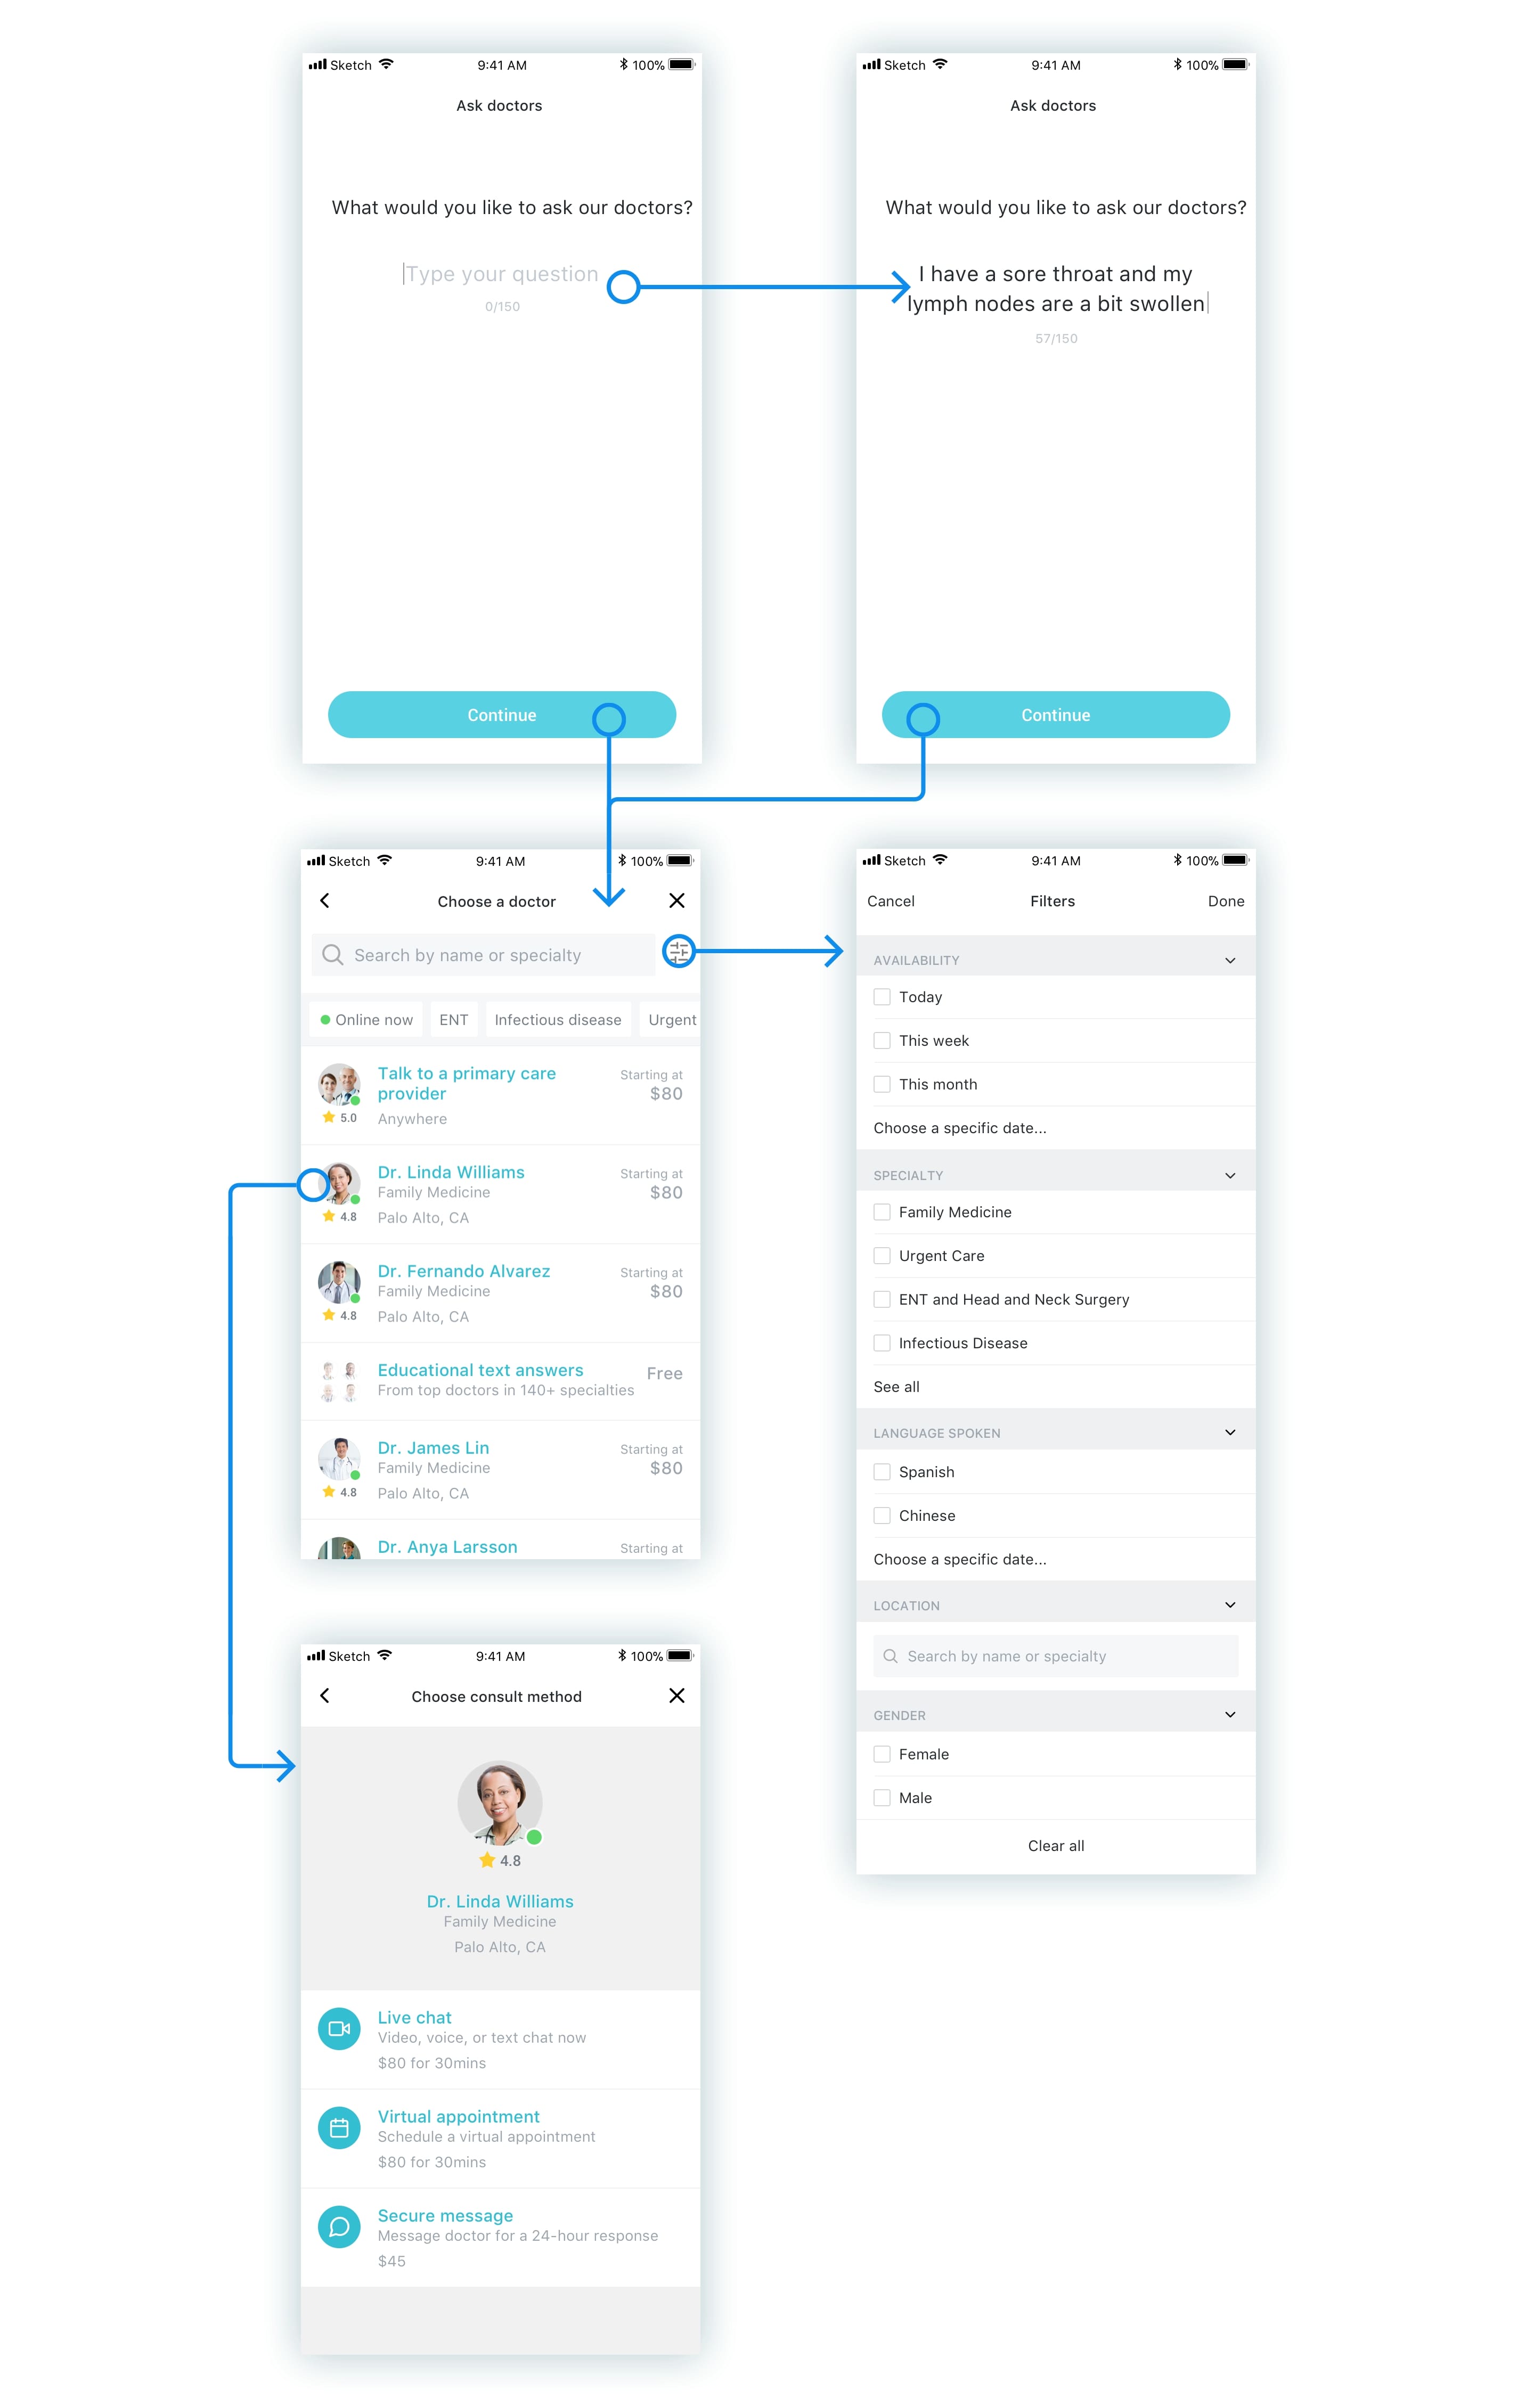 Sketch 9:41 AM 100%
Ask doctors
What would you like to ask our doctors?
Type your question
0/150
Continue
Sketch 9:41 AM 100%
Ask doctors
What would you like to ask our doctors?
I have a sore throat and my
lymph nodes are a bit swollen
57/150
Continue
Sketch 9:41 AM 100%
Choose a doctor
Search by name or specialty
Online now ENT Infectious disease Urgent
Talk to a primary care
provider
Anywhere
5.0
Starting at
$80
Dr. Linda Williams
Family Medicine
Palo Alto, CA
4.8
Starting at
$80
Dr. Fernando Alvarez
Family Medicine
Palo Alto, CA
4.8
Starting at
$80
Educational text answers
From top doctors in 140+ specialties
Free
Dr. James Lin
Family Medicine
Palo Alto, CA
4.8
Starting at
$80
Dr. Anya Larsson
Starting at
Sketch 9:41 AM 100%
Cancel Filters Done
AVAILABILITY
Today
This week
This month
Choose a specific date...
SPECIALTY
Family Medicine
Urgent Care
ENT and Head and Neck Surgery
Infectious Disease
See all
LANGUAGE SPOKEN
Spanish
Chinese
Choose a specific date...
LOCATION
Search by name or specialty
GENDER
Female
Male
Clear all
Sketch 9:41 AM 100%
Choose consult method
4.8
Dr. Linda Williams
Family Medicine
Palo Alto, CA
Live chat
Video, voice, or text chat now
$80 for 30mins
Virtual appointment
Schedule a virtual appointment
$80 for 30mins
Secure message
Message doctor for a 24-hour response
$45